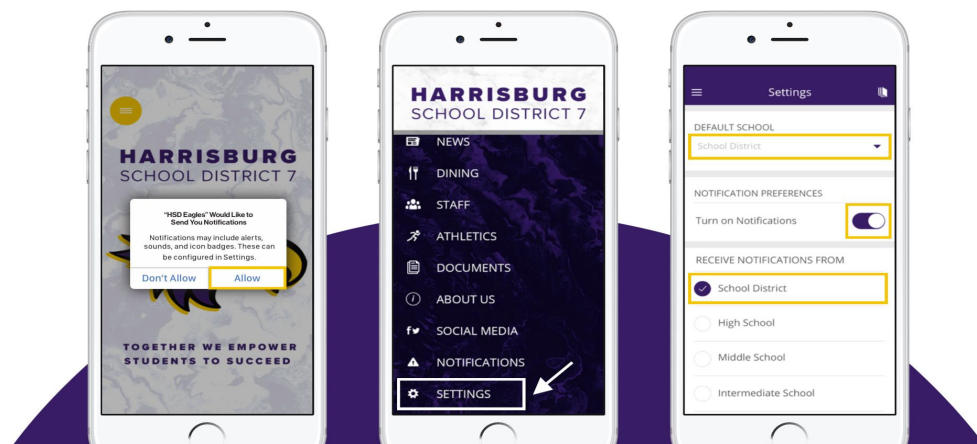 HARRISBURG
SCHOOL DISTRICT 7
"HSD Eagles" Would Like to
Send You Notifications
Notifications may include alerts,
sounds, and icon badges. These can
be configured in Settings.
Don't Allow
Allow
TOGETHER WE EMPOWER
STUDENTS TO SUCCEED
HARRISBURG
SCHOOL DISTRICT 7
NEWS
DINING
STAFF
ATHLETICS
DOCUMENTS
ABOUT US
SOCIAL MEDIA
NOTIFICATIONS
SETTINGS
Settings
DEFAULT SCHOOL
School District
NOTIFICATION PREFERENCES
Turn on Notifications
RECEIVE NOTIFICATIONS FROM
School District
High School
Middle School
Intermediate School